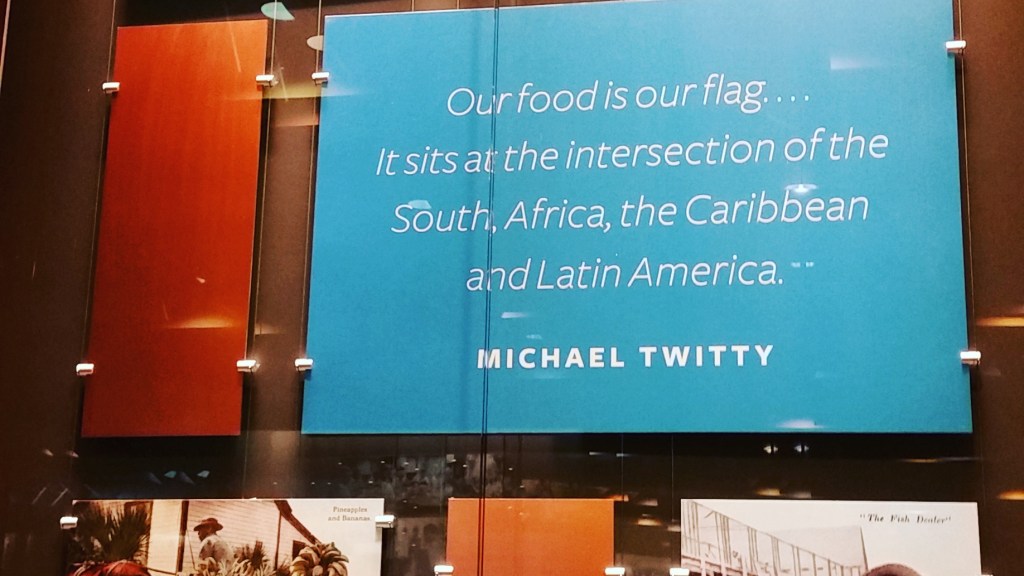 Our food is our flag....
It sits at the intersection of the
South, Africa, the Caribbean
and Latin America.
MICHAEL TWITTY
Pineapples
and Bananas
"The Fish Dealer"